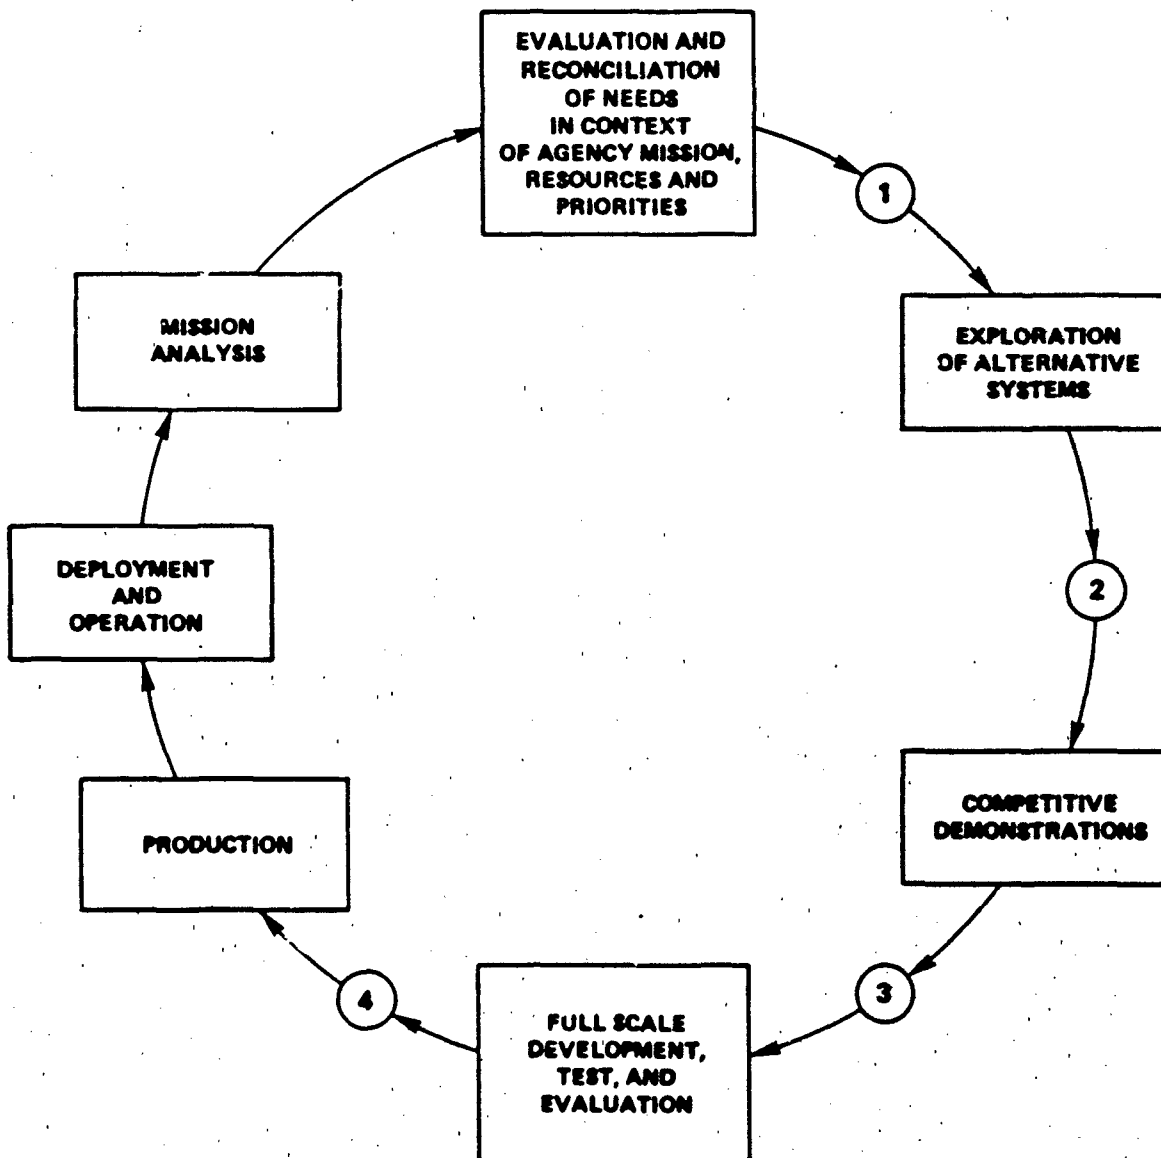 EVALUATION AND
RECONCILIATION
OF NEEDS
IN CONTEXT
OF AGENCY MISSION,
RESOURCES AND
PRIORITIES
1
EXPLORATION
OF ALTERNATIVE
SYSTEMS
2
COMPETITIVE
DEMONSTRATIONS
3
FULL SCALE
DEVELOPMENT,
TEST, AND
EVALUATION
4
PRODUCTION
DEPLOYMENT
AND
OPERATION
MISSION
ANALYSIS